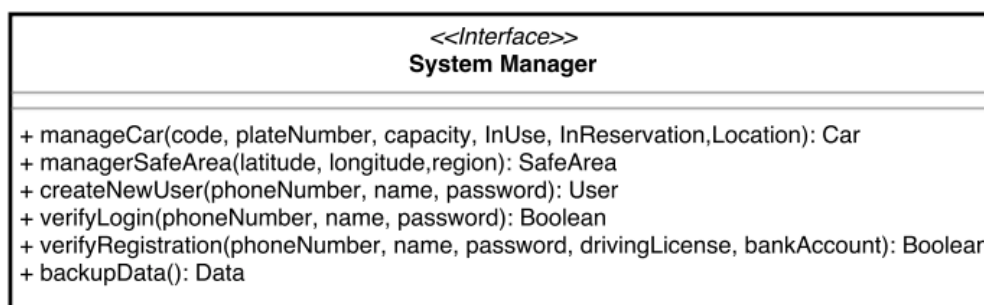 <<Interface>>
System Manager
+ manageCar(code, plateNumber, capacity, InUse, InReservation,Location): Car
+ managerSafeArea(latitude, longitude,region): SafeArea
+ createNewUser(phoneNumber, name, password): User
+ verifyLogin(phoneNumber, name, password): Boolean
+ verifyRegistration(phoneNumber, name, password, drivingLicense, bankAccount): Boolean
+ backupData(): Data